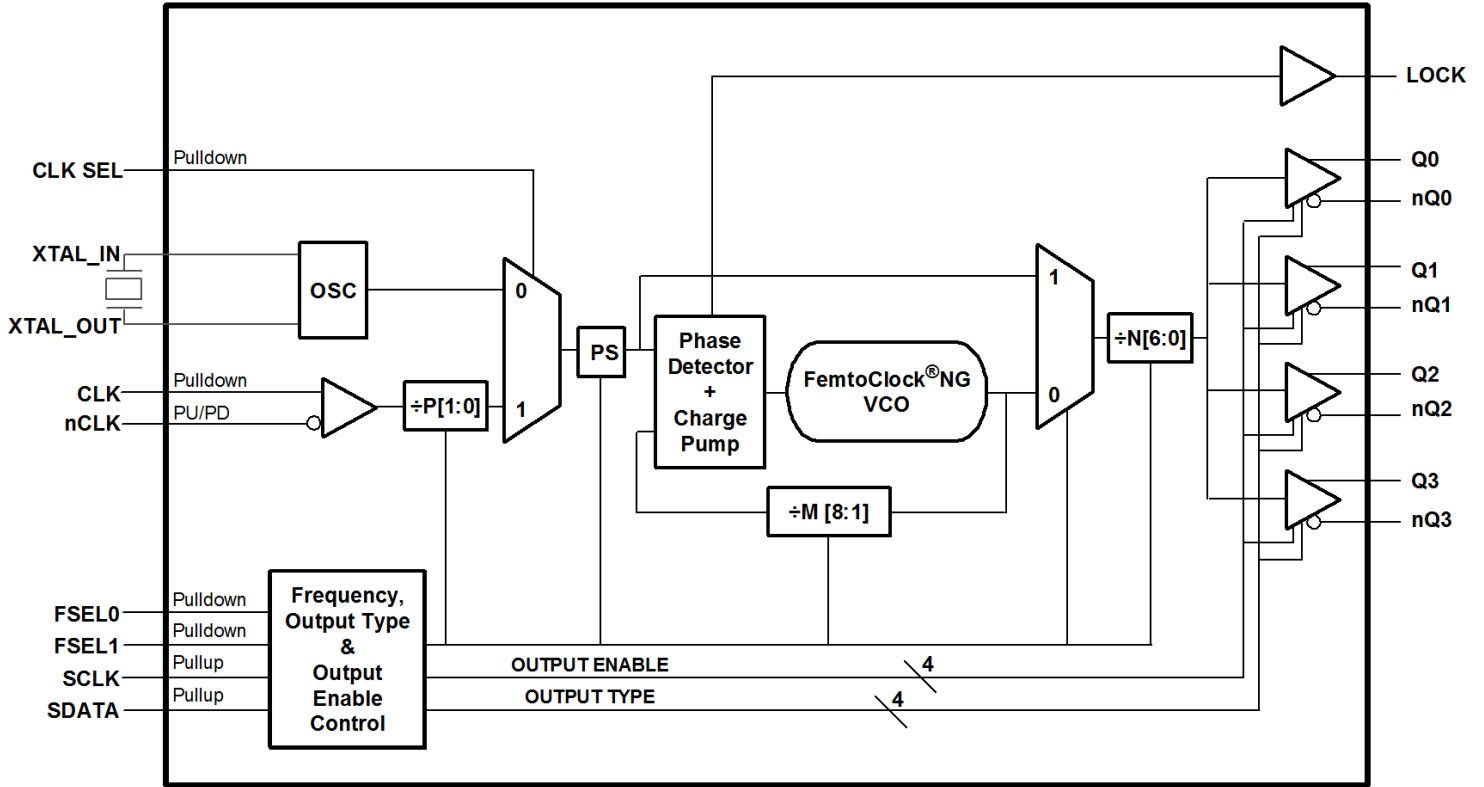 LOCK
Pulldown
CLK SEL
Q0
nQ0
XTAL_IN
OSC
XTAL_OUT
0
1
PS
Phase
Detector
+
Charge
Pump
FemtoClock®NG
VCO
1
0
÷N[6:0]
Q1
nQ1
CLK
Pulldown
nCLK
PU/PD
÷P[1:0]
÷M [8:1]
Q2
nQ2
Q3
nQ3
FSEL0
Pulldown
FSEL1
Pulldown
SCLK
Pullup
SDATA
Pullup
Frequency,
Output Type
&
Output
Enable
Control
OUTPUT ENABLE
4
OUTPUT TYPE
4